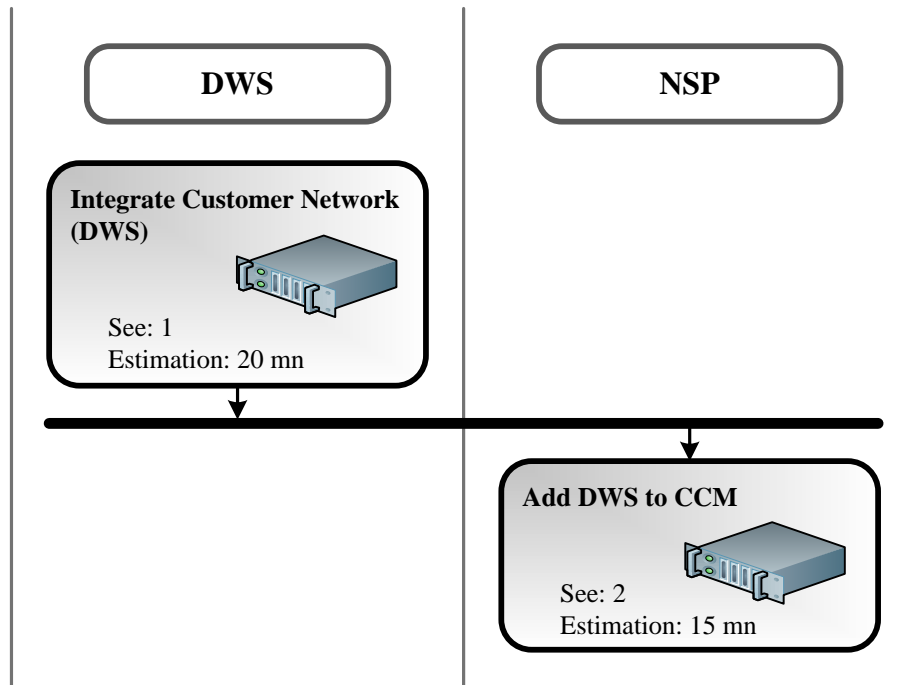 DWS
NSP
Integrate Customer Network
(DWS)
See: 1
Estimation: 20 mn
Add DWS to CCM
See: 2
Estimation: 15 mn